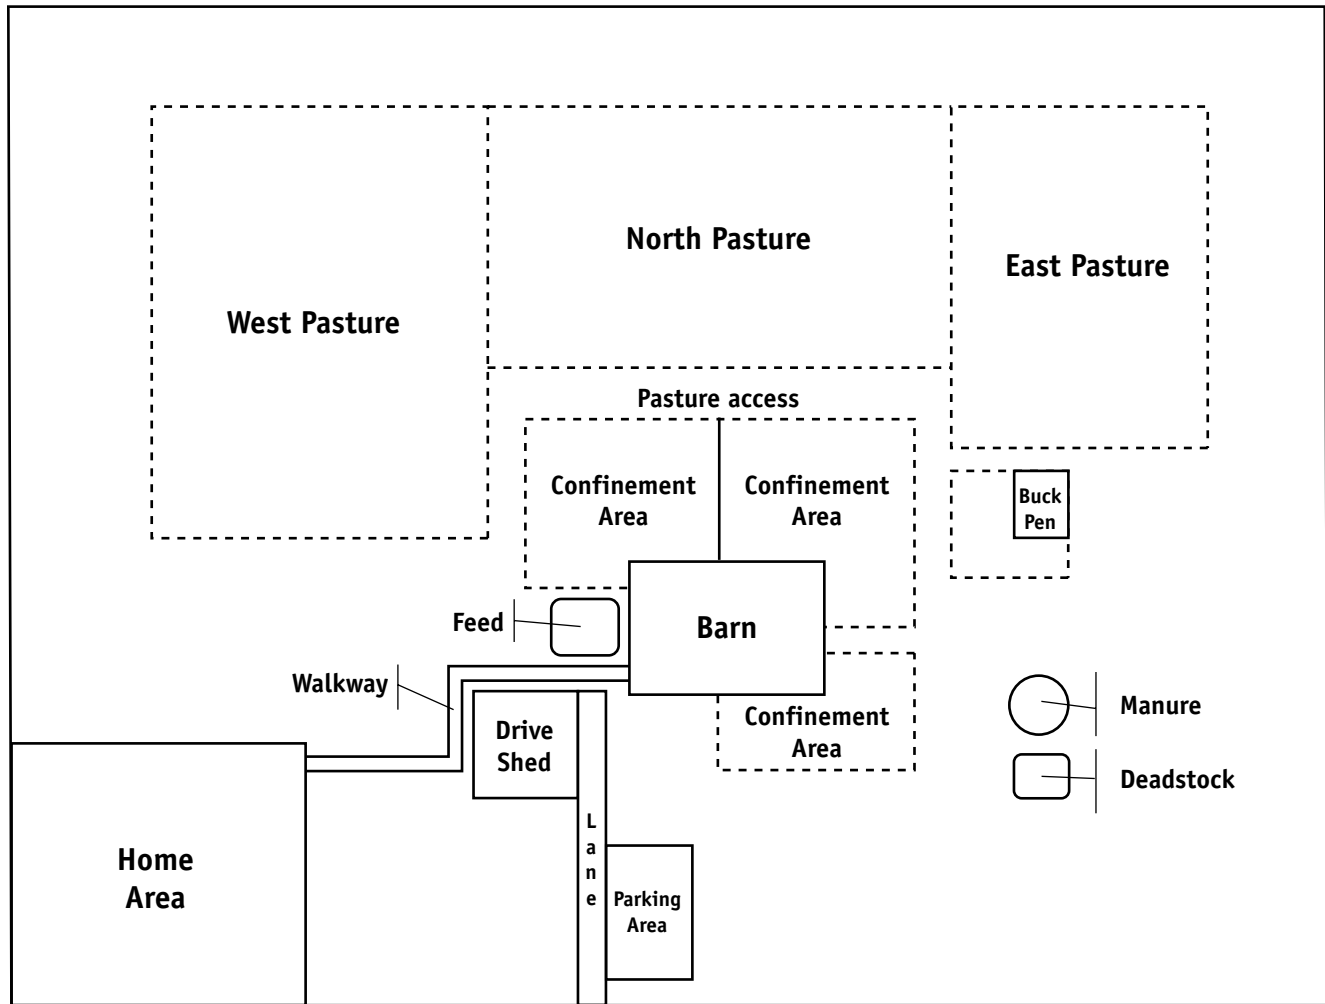 North Pasture
East Pasture
West Pasture
Pasture access
Confinement
Area
Confinement
Area
Buck
Pen
Feed
Barn
Walkway
Manure
Drive
Shed
Confinement
Area
Deadstock
Lane
Home
Area
Parking
Area